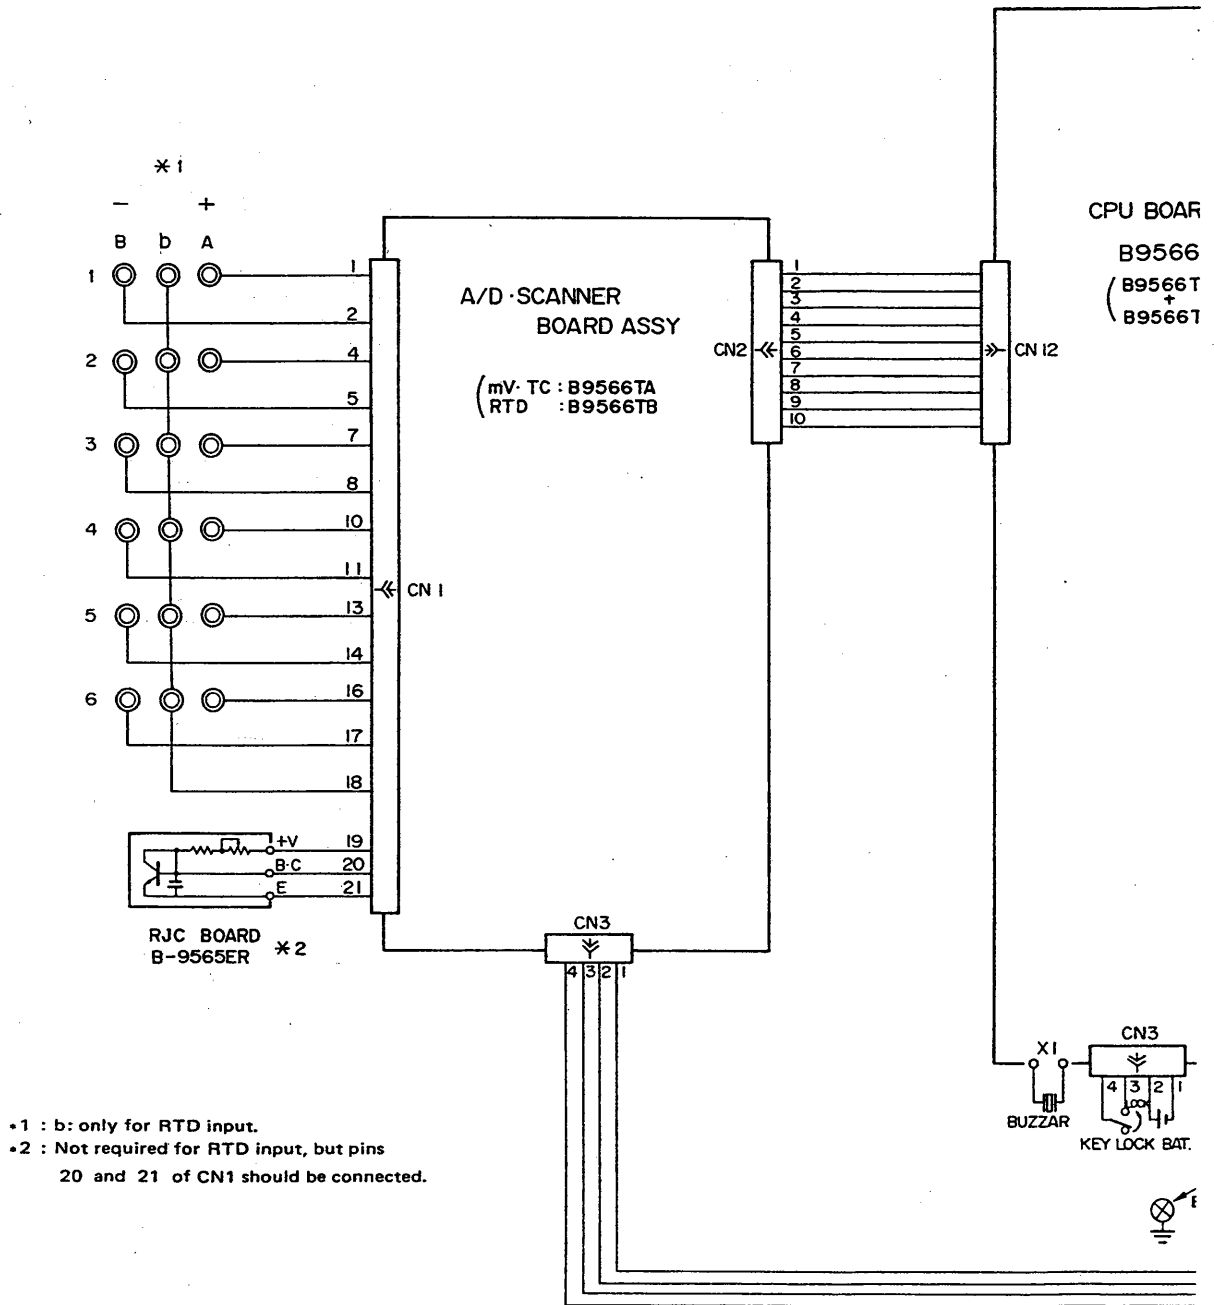 *1
- +
B b A
1
2
3
4
5
6
1
2
4
5
7
8
10
11
13
14
16
17
18
19
20
21
CN 1
+V
B·C
E
RJC BOARD *2
B-9565ER
A/D·SCANNER
BOARD ASSY
(mV·TC : B9566TA
(RTD : B9566TB
CN2
1
2
3
4
5
6
7
8
9
10
CN 12
CPU BOAR
B9566
( B9566T
+
( B9566T
CN3
4 3 2 1
X1
BUZZAR
CN3
4 3 2 1
KEY LOCK BAT.
*1 : b: only for RTD input.
*2 : Not required for RTD input, but pins
20 and 21 of CN1 should be connected.